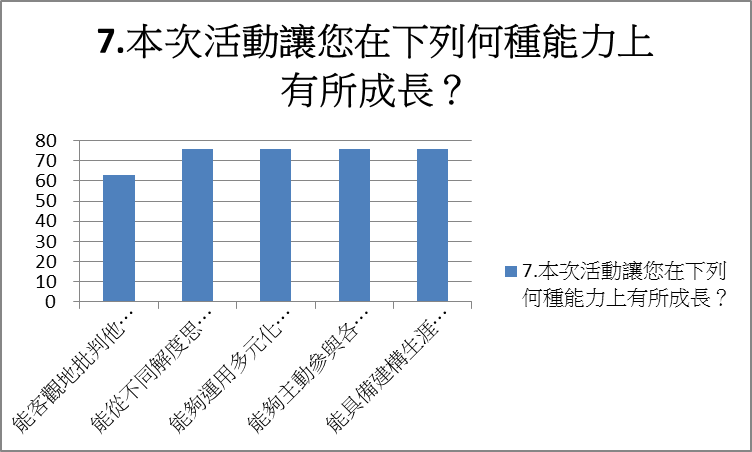 7.本次活動讓您在下列何種能力上
有所成長？
80
70
60
50
40
30
20
10
0
能客觀地批判他…
能從不同解度思…
能夠運用多元化…
能夠主動參與各…
能具備建構生涯…
7.本次活動讓您在下列
何種能力上有所成長？